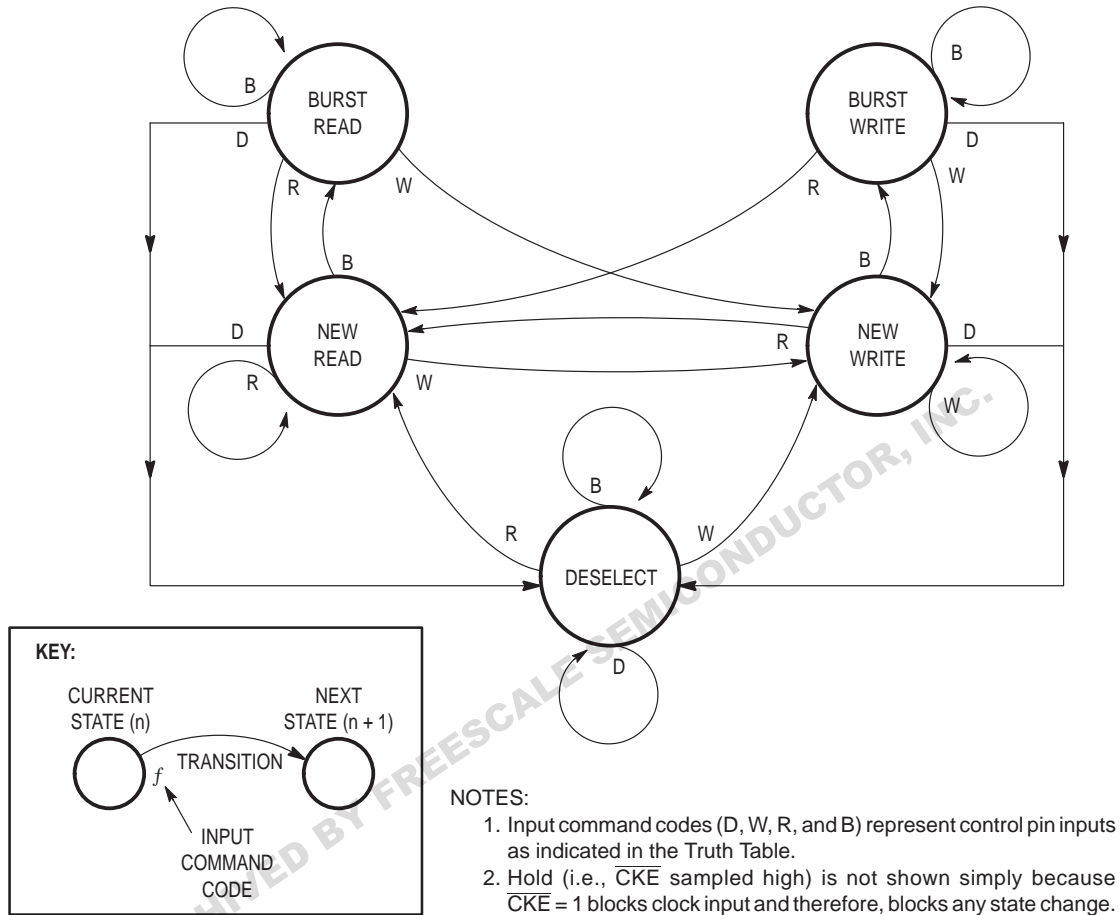 BURST
READ
B
D
R
W
BURST
WRITE
B
D
W
R
B
B
NEW
READ
D
R
W
NEW
WRITE
R
D
W
B
R
W
DESELECT
D
KEY:
CURRENT
STATE (n)
NEXT
STATE (n + 1)
TRANSITION
f
INPUT
COMMAND
CODE
NOTES:
1. Input command codes (D, W, R, and B) represent control pin inputs
as indicated in the Truth Table.
2. Hold (i.e., CKE sampled high) is not shown simply because
CKE = 1 blocks clock input and therefore, blocks any state change.
HIVED BY FREESCALE SEMICONDUCTOR, INC.